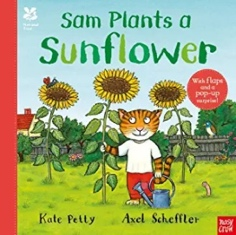 Sam Plants a
Sunflower
With flaps
and a
pop-up
surprise!
Kate Petty
Axel Scheffler
NOSY
CROW